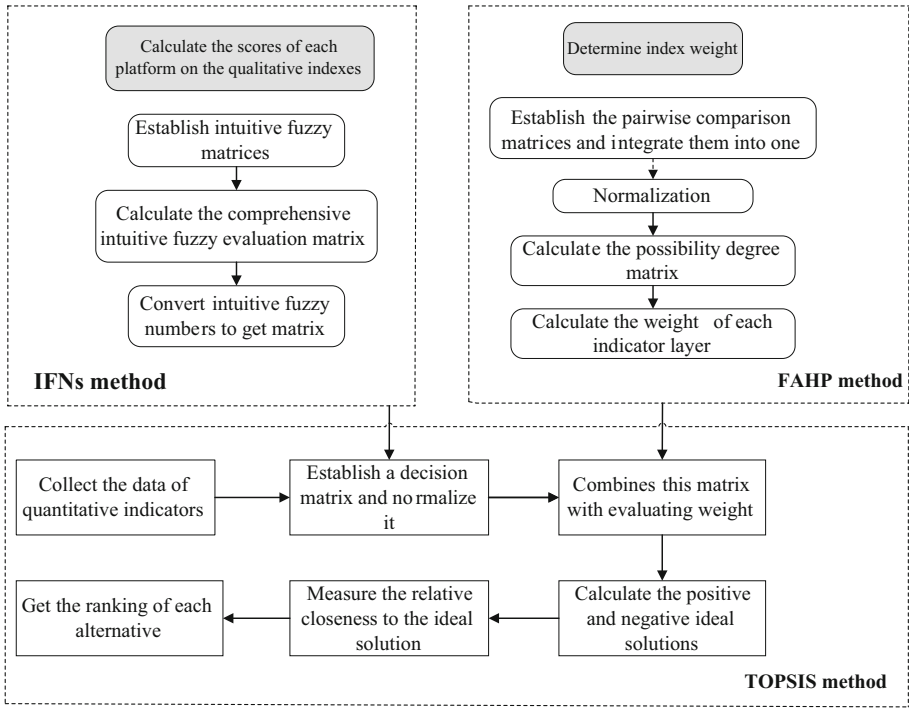 Calculate the scores of each
platform on the qualitative indexes
Establish intuitive fuzzy
matrices
Calculate the comprehensive
intuitive fuzzy evaluation matrix
Convert intuitive fuzzy
numbers to get matrix
IFNs method
Determine index weight
Establish the pairwise comparison
matrices and integrate them into one
Normalization
Calculate the possibility degree
matrix
Calculate the weight of each
indicator layer
FAHP method
Collect the data of
quantitative indicators
Establish a decision
matrix and normalize
it
Combines this matrix
with evaluating weight
Calculate the positive
and negative ideal
solutions
Measure the relative
closeness to the ideal
solution
Get the ranking of each
alternative
TOPSIS method